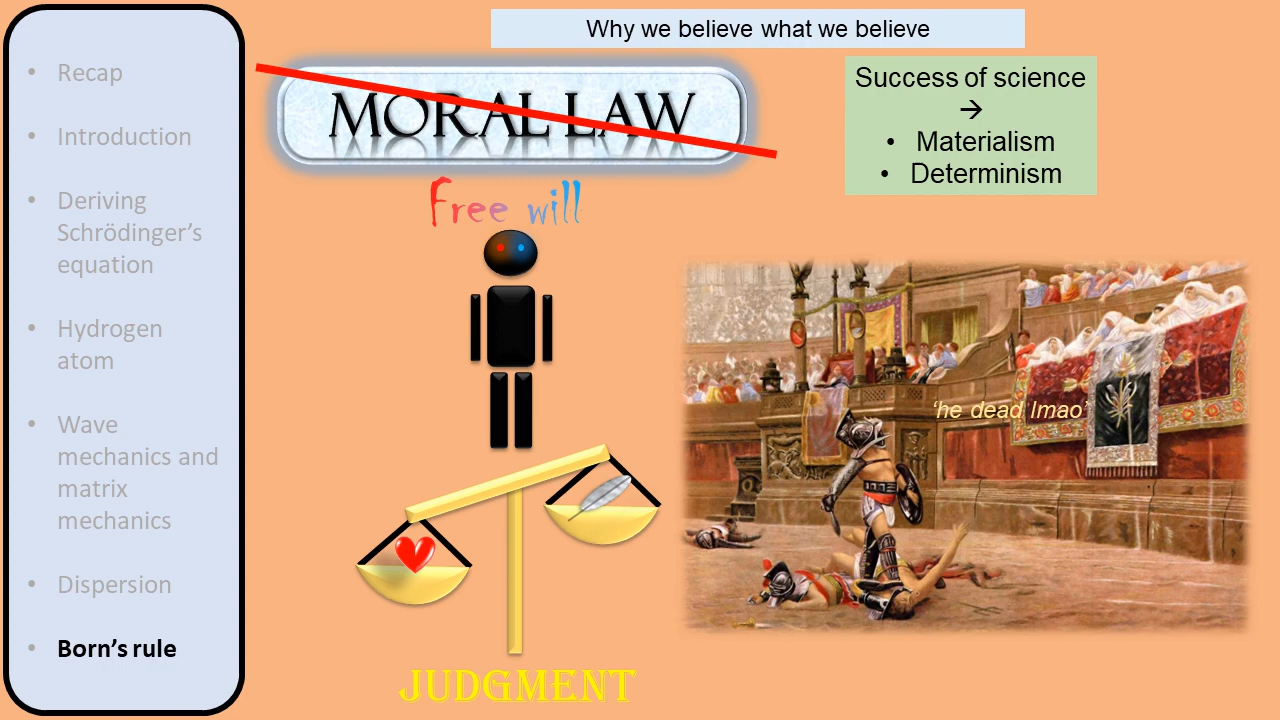 • Recap
• Introduction
• Deriving
Schrödinger's
equation
• Hydrogen
atom
• Wave
mechanics and
matrix
mechanics
• Dispersion
• Born's rule
Why we believe what we believe
MORAL LAW
Free will
JUDGMENT
Success of science
→
• Materialism
• Determinism
'he dead lmao'